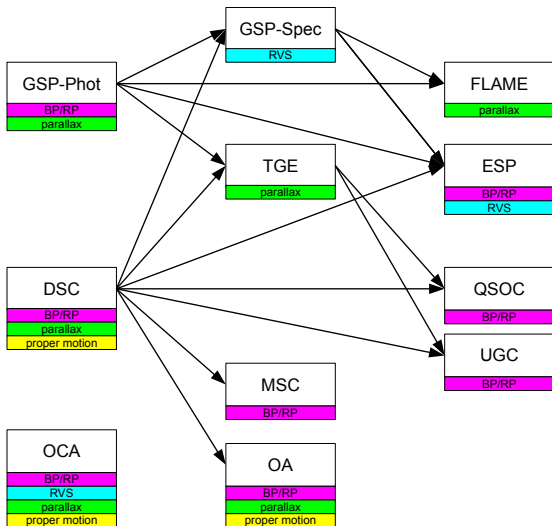 GSP-Phot
BP/RP
parallax
DSC
BP/RP
parallax
proper motion
OCA
BP/RP
RVS
parallax
proper motion
GSP-Spec
RVS
TGE
parallax
MSC
BP/RP
OA
BP/RP
parallax
proper motion
FLAME
parallax
ESP
BP/RP
RVS
QSOC
BP/RP
UGC
BP/RP